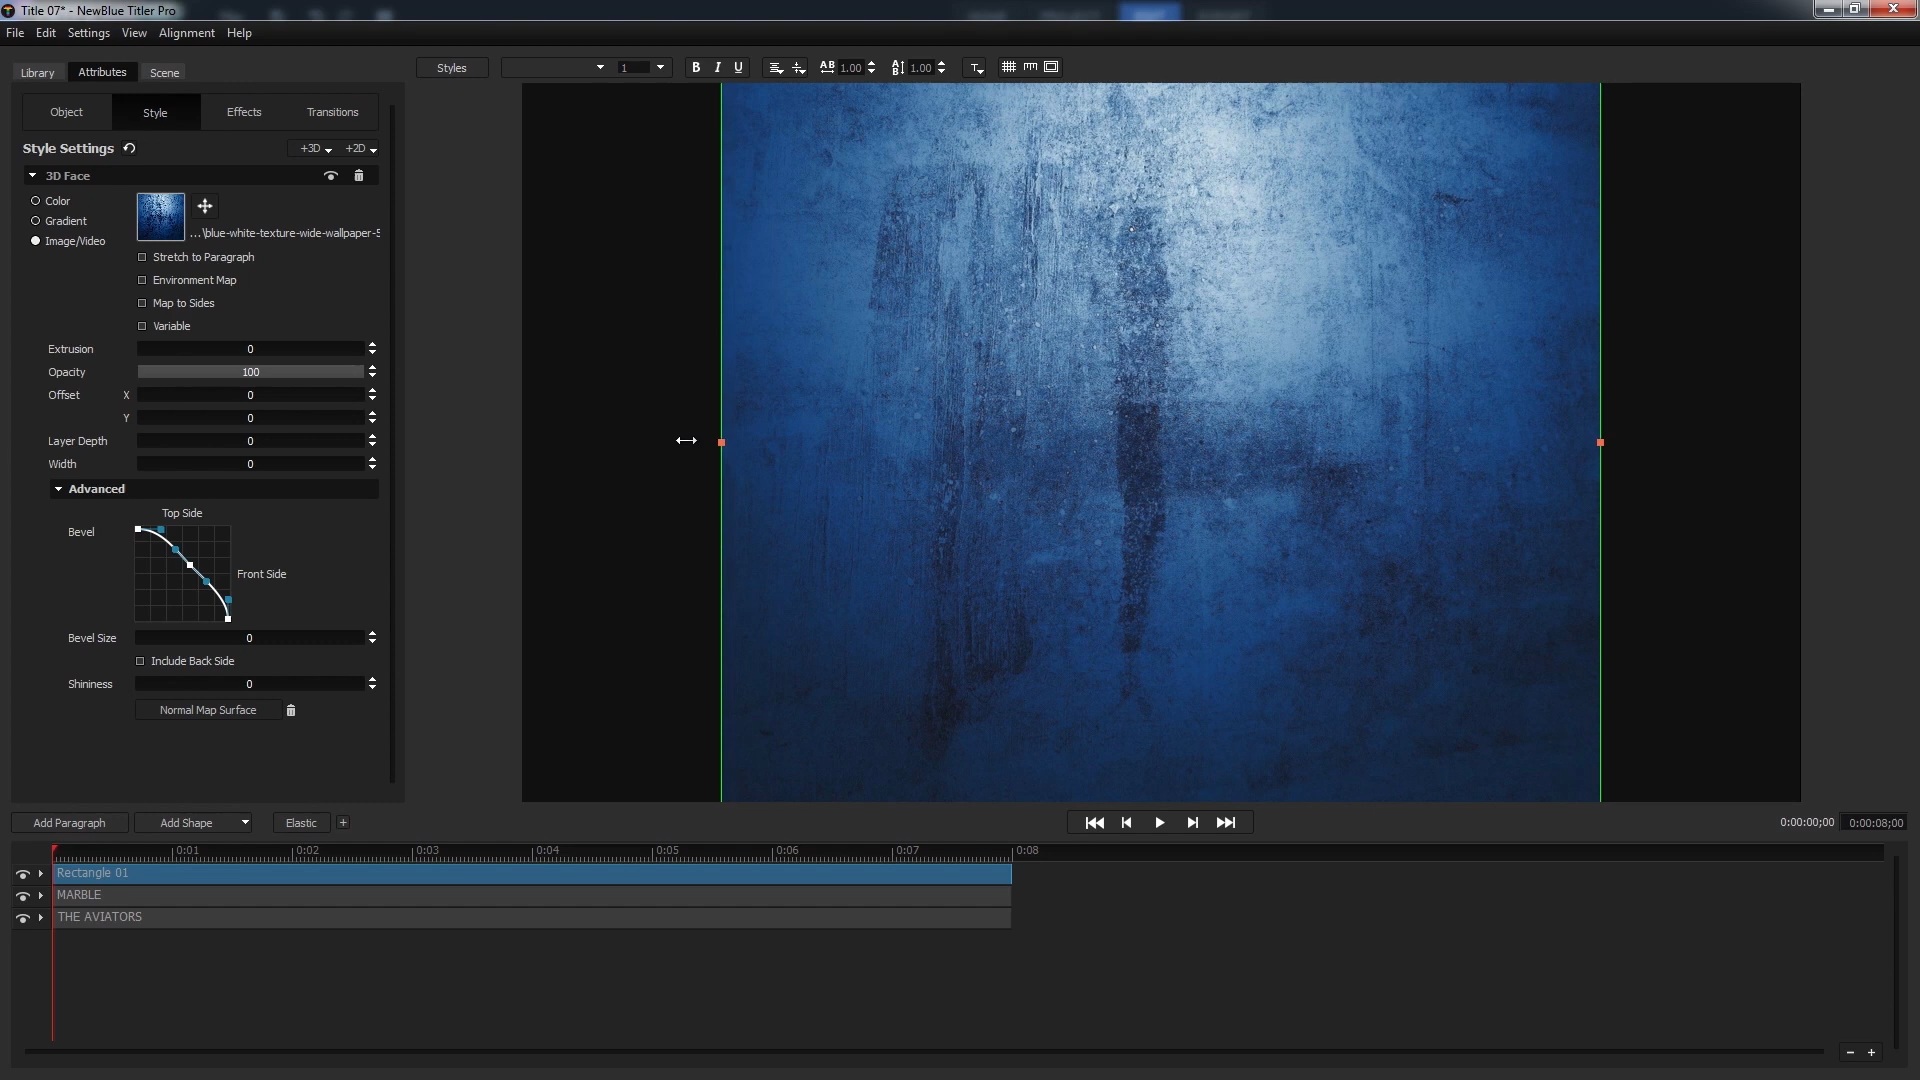 Title 07* - NewBlue Titler Pro
File Edit Settings View Alignment Help
Library Attributes Scene
Styles 1 B I U AB 1.00 AB 1.00 T
Object Style Effects Transitions
Style Settings +3D +2D
3D Face
Color
Gradient
Image/Video
...\blue-white-texture-wide-wallpaper-5
Stretch to Paragraph
Environment Map
Map to Sides
Variable
Extrusion 0
Opacity 100
Offset X 0
Y 0
Layer Depth 0
Width 0
Advanced
Top Side
Bevel
Front Side
Bevel Size 0
Include Back Side
Shininess 0
Normal Map Surface
Add Paragraph Add Shape Elastic +
0:00:00;00 0:00:08;00
0:01 0:02 0:03 0:04 0:05 0:06 0:07 0:08
Rectangle 01
MARBLE
THE AVIATORS